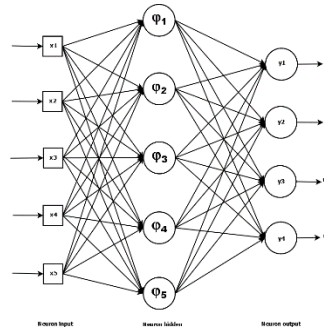 φ1
x1
y1
φ2
x2
y2
φ3
x3
y3
φ4
x4
y4
φ5
x5
Neuron input
Neuron hidden
Neuron output